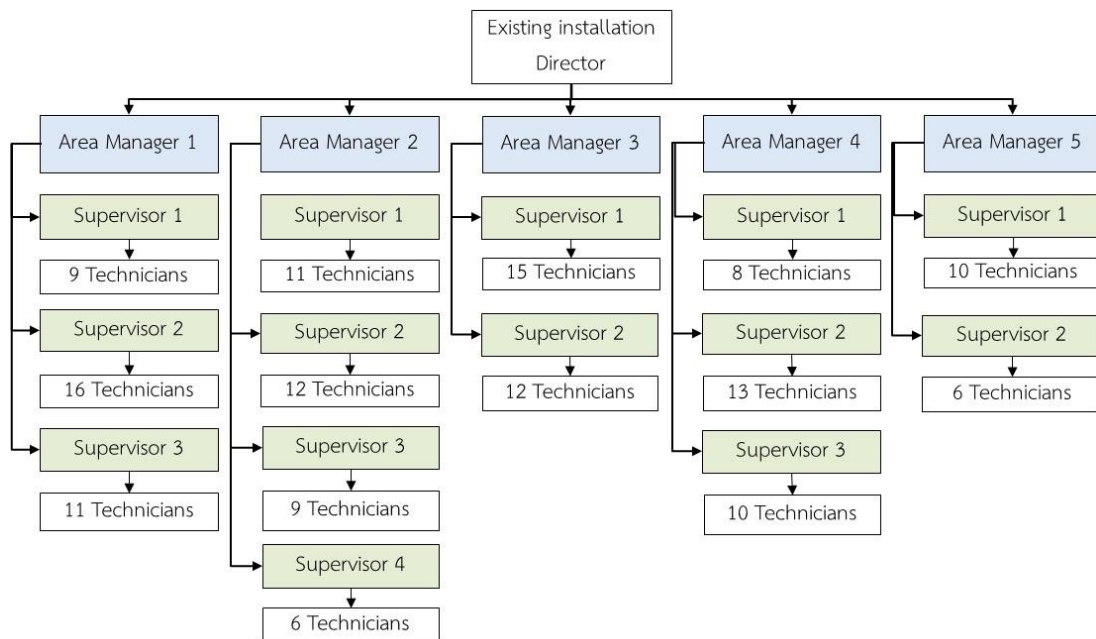 Existing installation
Director
Area Manager 1
Area Manager 2
Area Manager 3
Area Manager 4
Area Manager 5
Supervisor 1
9 Technicians
Supervisor 2
16 Technicians
Supervisor 3
11 Technicians
Supervisor 1
11 Technicians
Supervisor 2
12 Technicians
Supervisor 3
9 Technicians
Supervisor 4
6 Technicians
Supervisor 1
15 Technicians
Supervisor 2
12 Technicians
Supervisor 1
8 Technicians
Supervisor 2
13 Technicians
Supervisor 3
10 Technicians
Supervisor 1
10 Technicians
Supervisor 2
6 Technicians